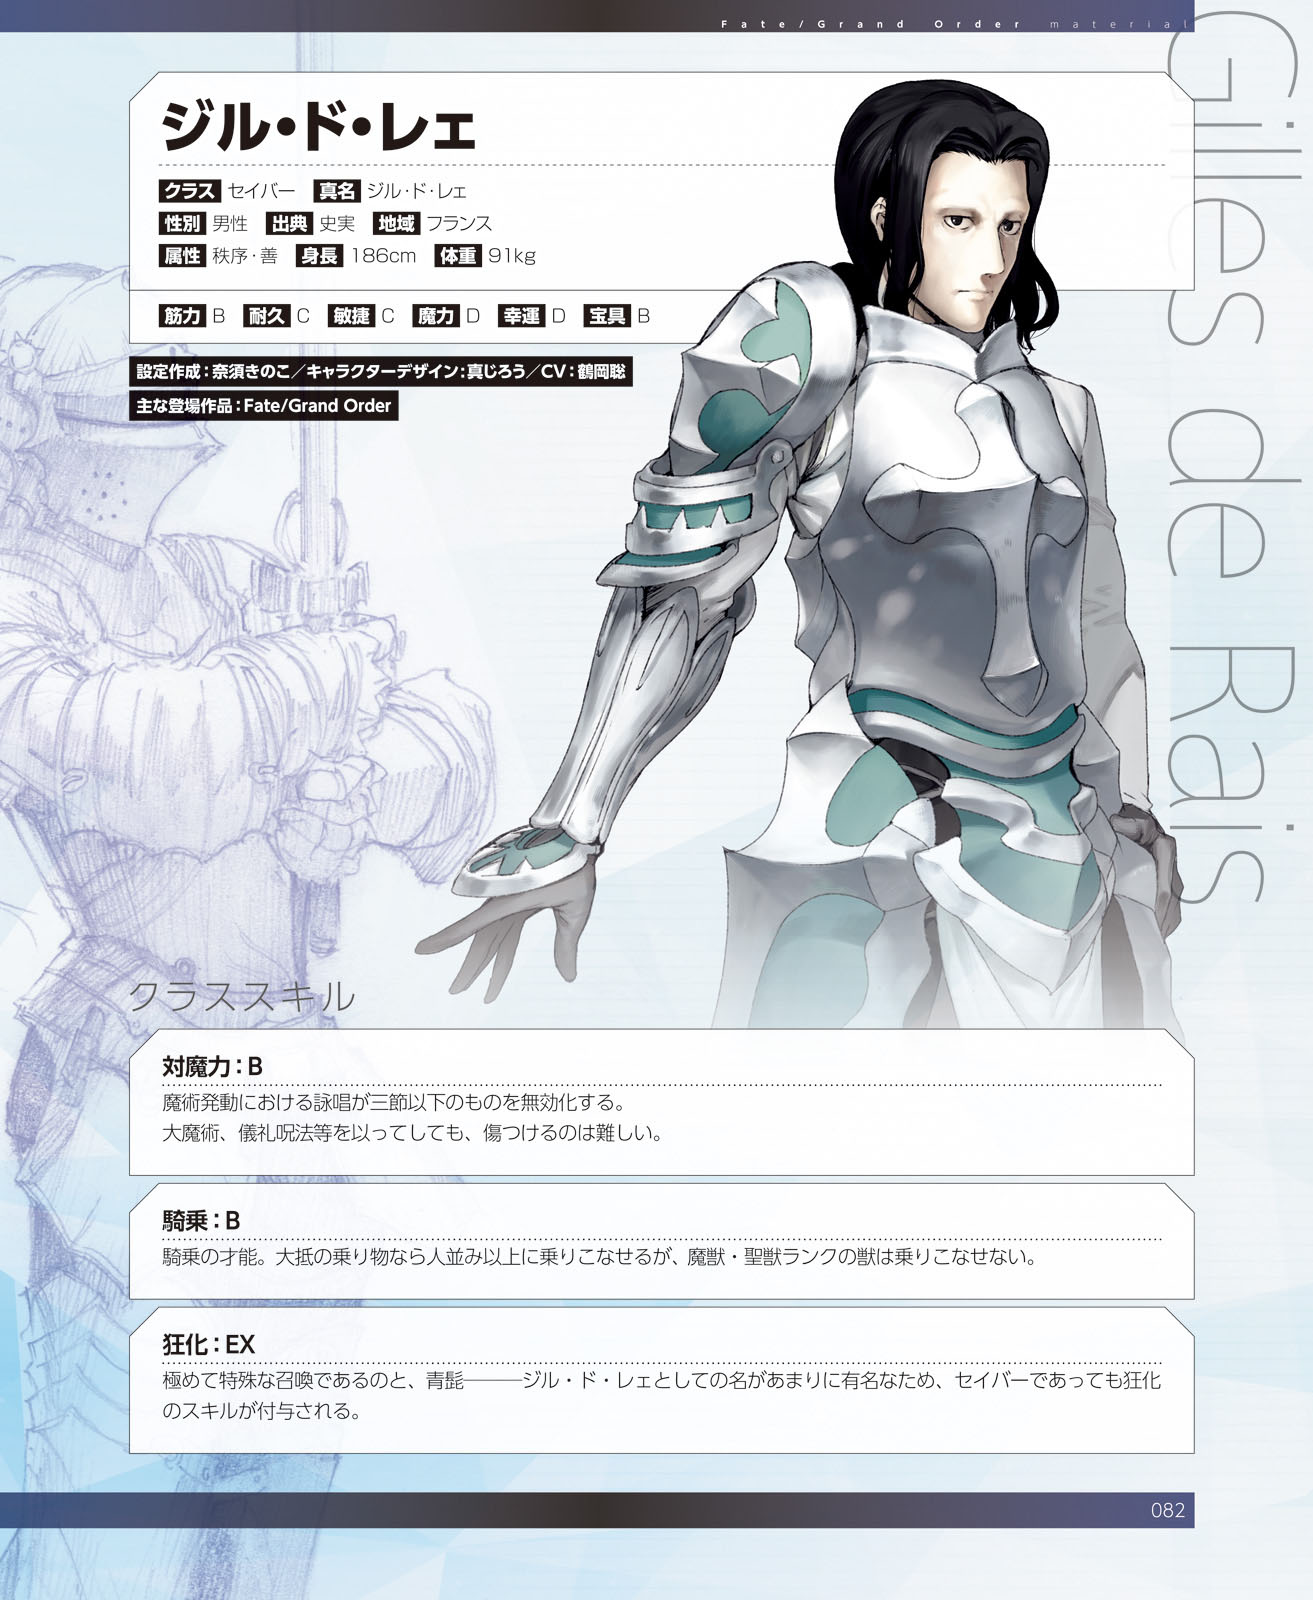 Fate/Grand Order material
Gilles de Rais
ジル・ド・レェ
クラス セイバー 真名 ジル・ド・レェ
性別 男性 出典 史実 地域 フランス
属性 秩序・善 身長 186cm 体重 91kg
筋力 B 耐久 C 敏捷 C 魔力 D 幸運 D 宝具 B
設定作成：奈須きのこ／キャラクターデザイン：真じろう／CV：鶴岡聡
主な登場作品：Fate/Grand Order
クラススキル
対魔力：B
魔術発動における詠唱が三節以下のものを無効化する。
大魔術、儀礼呪法等を以ってしても、傷つけるのは難しい。
騎乗：B
騎乗の才能。大抵の乗り物なら人並み以上に乗りこなせるが、魔獣・聖獣ランクの獣は乗りこなせない。
狂化：EX
極めて特殊な召喚であるのと、青髭―――ジル・ド・レェとしての名があまりに有名なため、セイバーであっても狂化
のスキルが付与される。
082